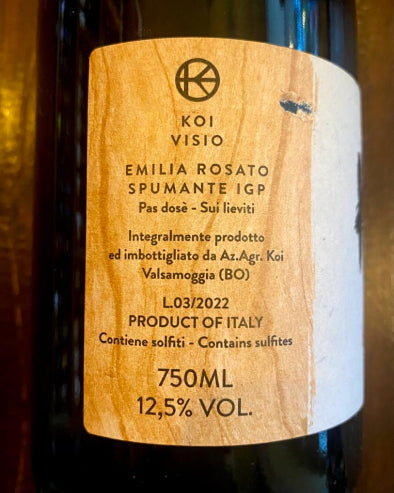 KOI
VISIO
EMILIA ROSATO
SPUMANTE IGP
Pas dosè - Sui lieviti
Integralmente prodotto
ed imbottigliato da Az.Agr. Koi
Valsamoggia (BO)
L.03/2022
PRODUCT OF ITALY
Contiene solfiti - Contains sulfites
750ML
12,5% VOL.